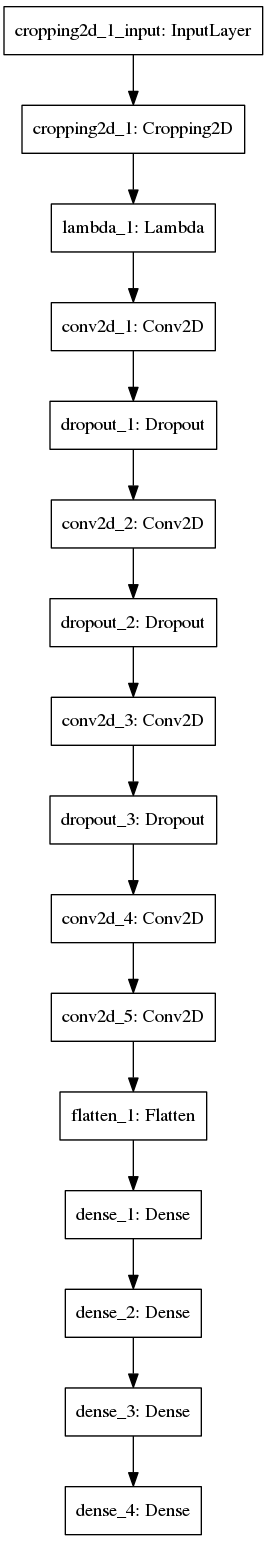 cropping2d_1_input: InputLayer
cropping2d_1: Cropping2D
lambda_1: Lambda
conv2d_1: Conv2D
dropout_1: Dropout
conv2d_2: Conv2D
dropout_2: Dropout
conv2d_3: Conv2D
dropout_3: Dropout
conv2d_4: Conv2D
conv2d_5: Conv2D
flatten_1: Flatten
dense_1: Dense
dense_2: Dense
dense_3: Dense
dense_4: Dense